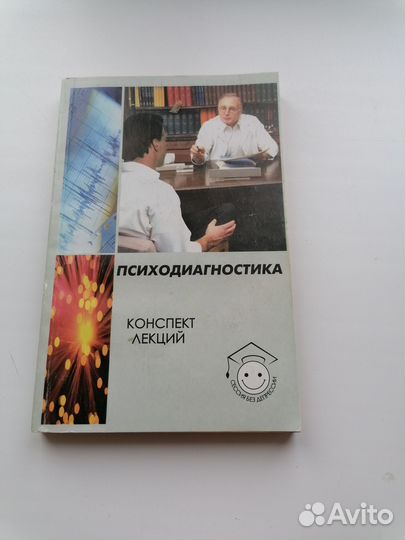 ПСИХОДИАГНОСТИКА
КОНСПЕКТ
ЛЕКЦИЙ
СЕССИЯ БЕЗ ДЕПРЕССИИ
Avito